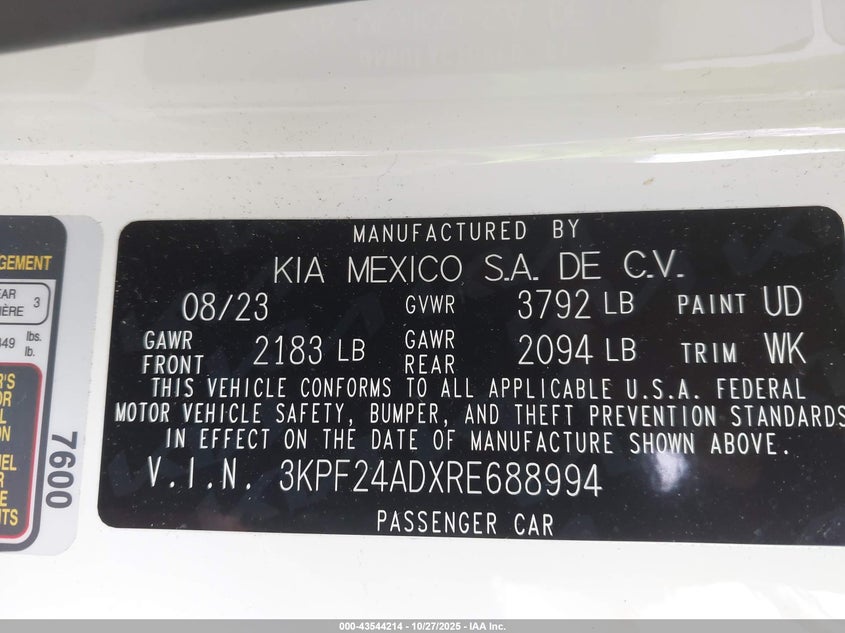 MANUFACTURED BY
KIA MEXICO S.A. DE C.V.
08/23 GVWR 3792 LB PAINT UD
GAWR FRONT 2183 LB GAWR REAR 2094 LB TRIM WK
THIS VEHICLE CONFORMS TO ALL APPLICABLE U.S.A. FEDERAL
MOTOR VEHICLE SAFETY, BUMPER, AND THEFT PREVENTION STANDARDS
IN EFFECT ON THE DATE OF MANUFACTURE SHOWN ABOVE.
V.I.N. 3KPF24ADXRE688994
PASSENGER CAR
3
lbs.
lb.
7600
000-43544214 - 10/27/2025 - IAA Inc.